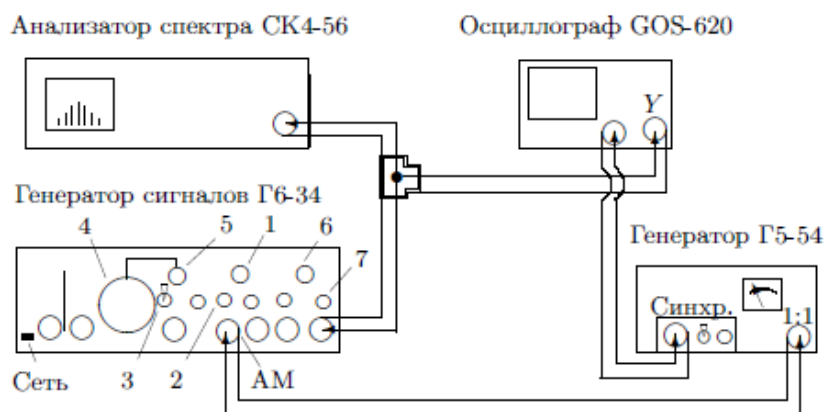 Анализатор спектра СК4-56
Осциллограф GOS-620
Y
Генератор сигналов Г6-34
4 5 1 6
7
Генератор Г5-54
Синхр.
1:1
Сеть 3 2 АМ